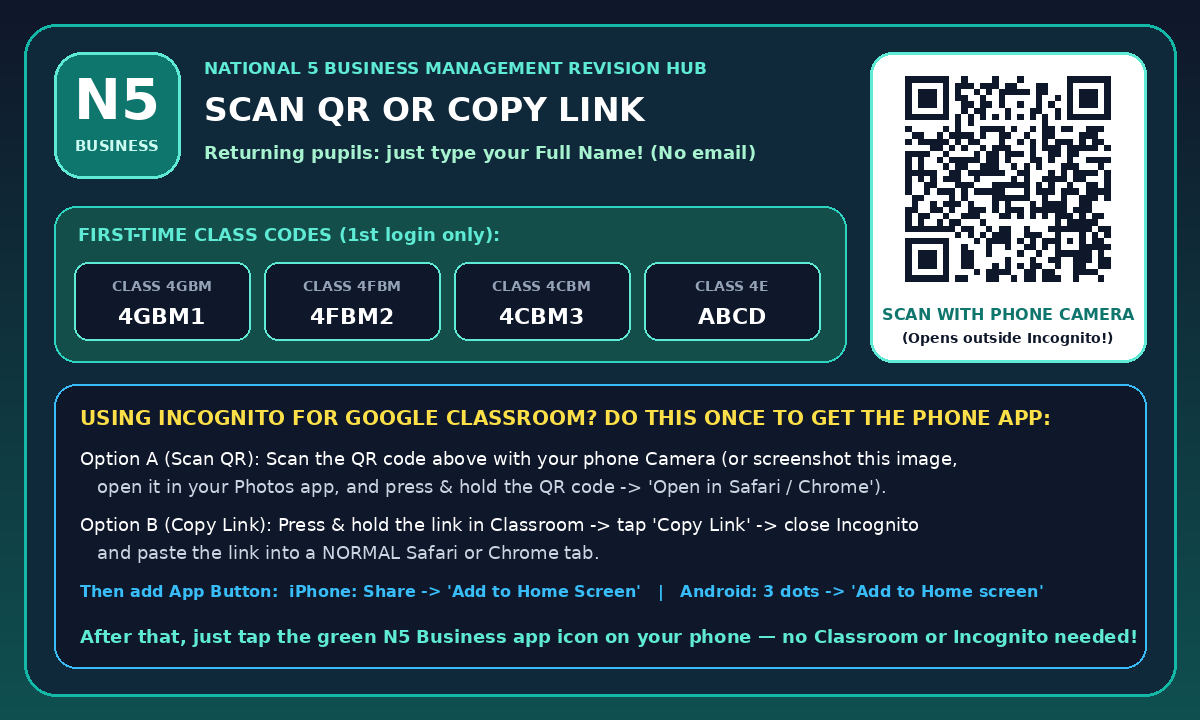 N5
BUSINESS
NATIONAL 5 BUSINESS MANAGEMENT REVISION HUB
SCAN QR OR COPY LINK
Returning pupils: just type your Full Name! (No email)
FIRST-TIME CLASS CODES (1st login only):
CLASS 4GBM
4GBM1
CLASS 4FBM
4FBM2
CLASS 4CBM
4CBM3
CLASS 4E
ABCD
SCAN WITH PHONE CAMERA
(Opens outside Incognito!)
USING INCOGNITO FOR GOOGLE CLASSROOM? DO THIS ONCE TO GET THE PHONE APP:
Option A (Scan QR): Scan the QR code above with your phone Camera (or screenshot this image,
open it in your Photos app, and press & hold the QR code -> 'Open in Safari / Chrome').
Option B (Copy Link): Press & hold the link in Classroom -> tap 'Copy Link' -> close Incognito
and paste the link into a NORMAL Safari or Chrome tab.
Then add App Button: iPhone: Share -> 'Add to Home Screen' | Android: 3 dots -> 'Add to Home screen'
After that, just tap the green N5 Business app icon on your phone — no Classroom or Incognito needed!